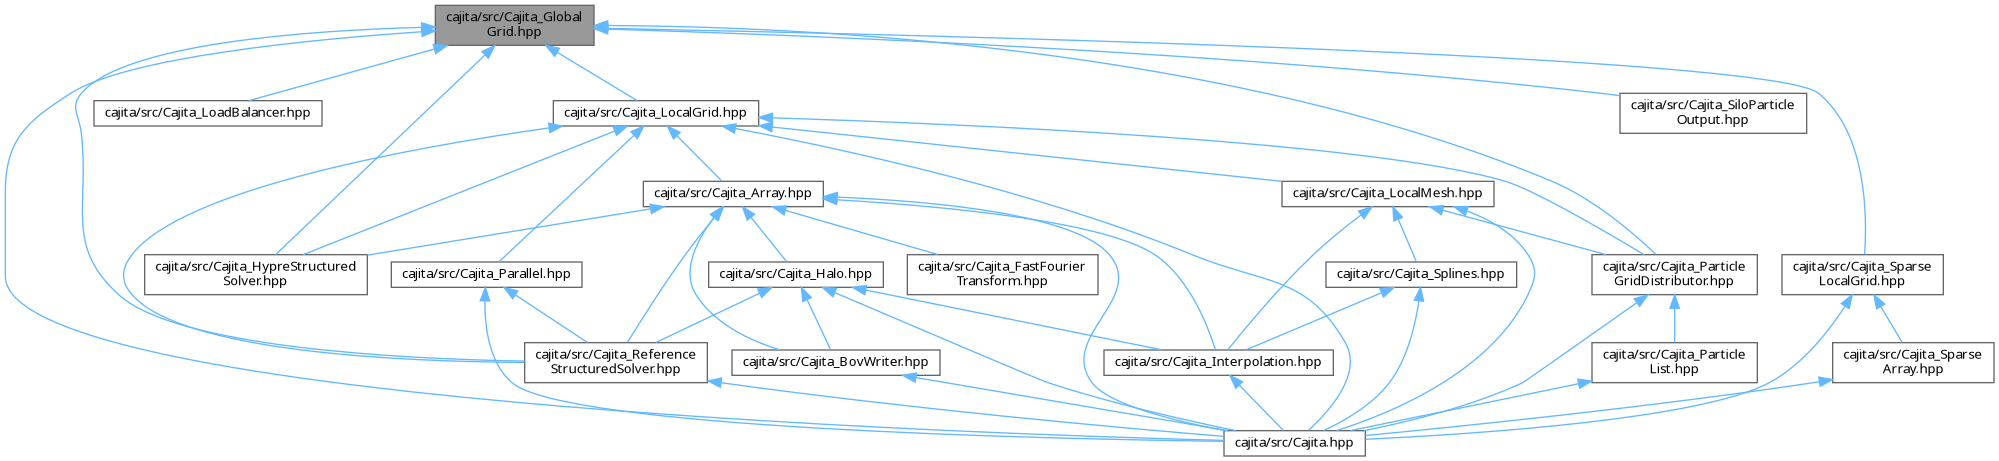 cajita/src/Cajita_Global
Grid.hpp
cajita/src/Cajita_LoadBalancer.hpp
cajita/src/Cajita_LocalGrid.hpp
cajita/src/Cajita_SiloParticle
Output.hpp
cajita/src/Cajita_Array.hpp
cajita/src/Cajita_LocalMesh.hpp
cajita/src/Cajita_HypreStructured
Solver.hpp
cajita/src/Cajita_Parallel.hpp
cajita/src/Cajita_Halo.hpp
cajita/src/Cajita_FastFourier
Transform.hpp
cajita/src/Cajita_Splines.hpp
cajita/src/Cajita_Particle
GridDistributor.hpp
cajita/src/Cajita_Sparse
LocalGrid.hpp
cajita/src/Cajita_Reference
StructuredSolver.hpp
cajita/src/Cajita_BovWriter.hpp
cajita/src/Cajita_Interpolation.hpp
cajita/src/Cajita_Particle
List.hpp
cajita/src/Cajita_Sparse
Array.hpp
cajita/src/Cajita.hpp